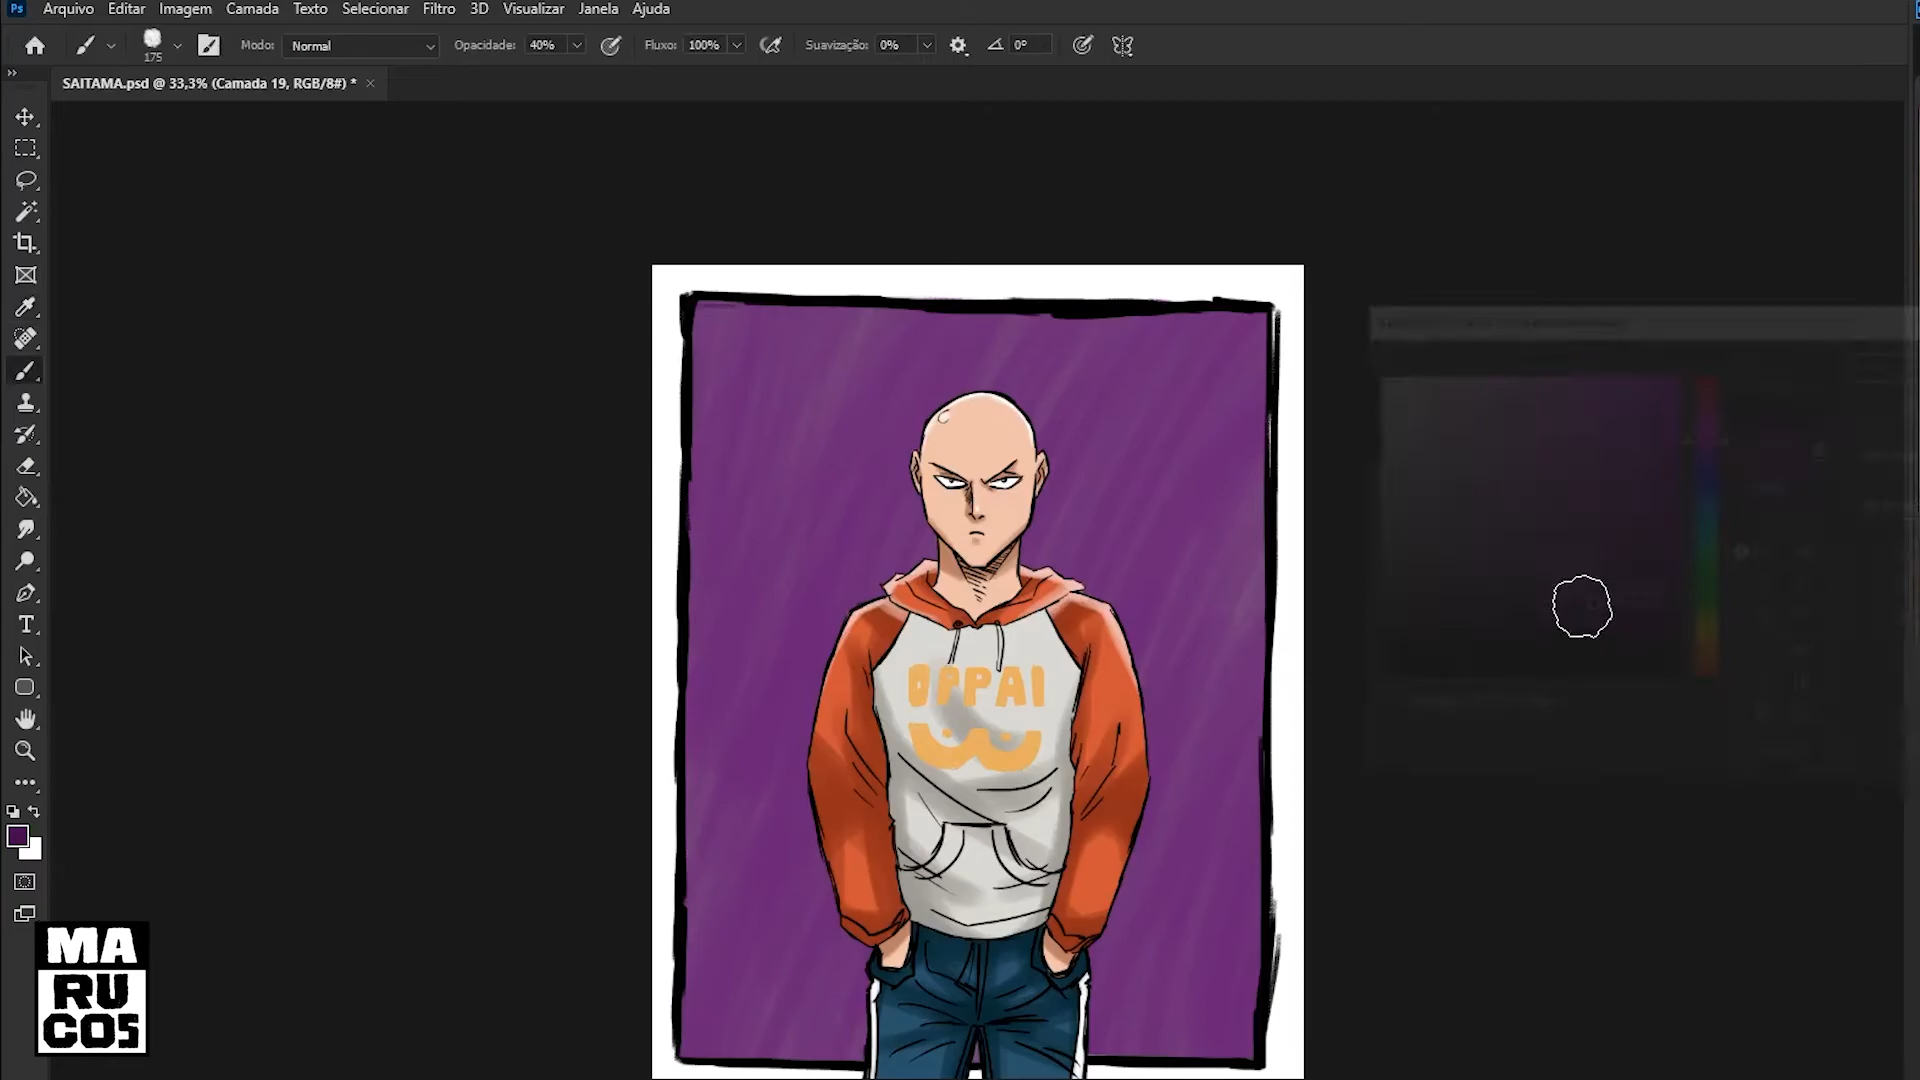 Ps Arquivo Editar Imagem Camada Texto Selecionar Filtro 3D Visualizar Janela Ajuda
175 Modo: Normal Opacidade: 40% Fluxo: 100% Suavização: 0% 0°
SAITAMA.psd @ 33,3% (Camada 19, RGB/8#) *
OPPAI
MA
RU
COS